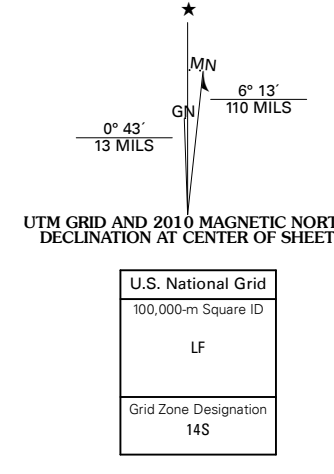 ★
MN
GN
6° 13´
110 MILS
0° 43´
13 MILS
UTM GRID AND 2010 MAGNETIC NORT
DECLINATION AT CENTER OF SHEET
U.S. National Grid
100,000-m Square ID
LF
Grid Zone Designation
14S